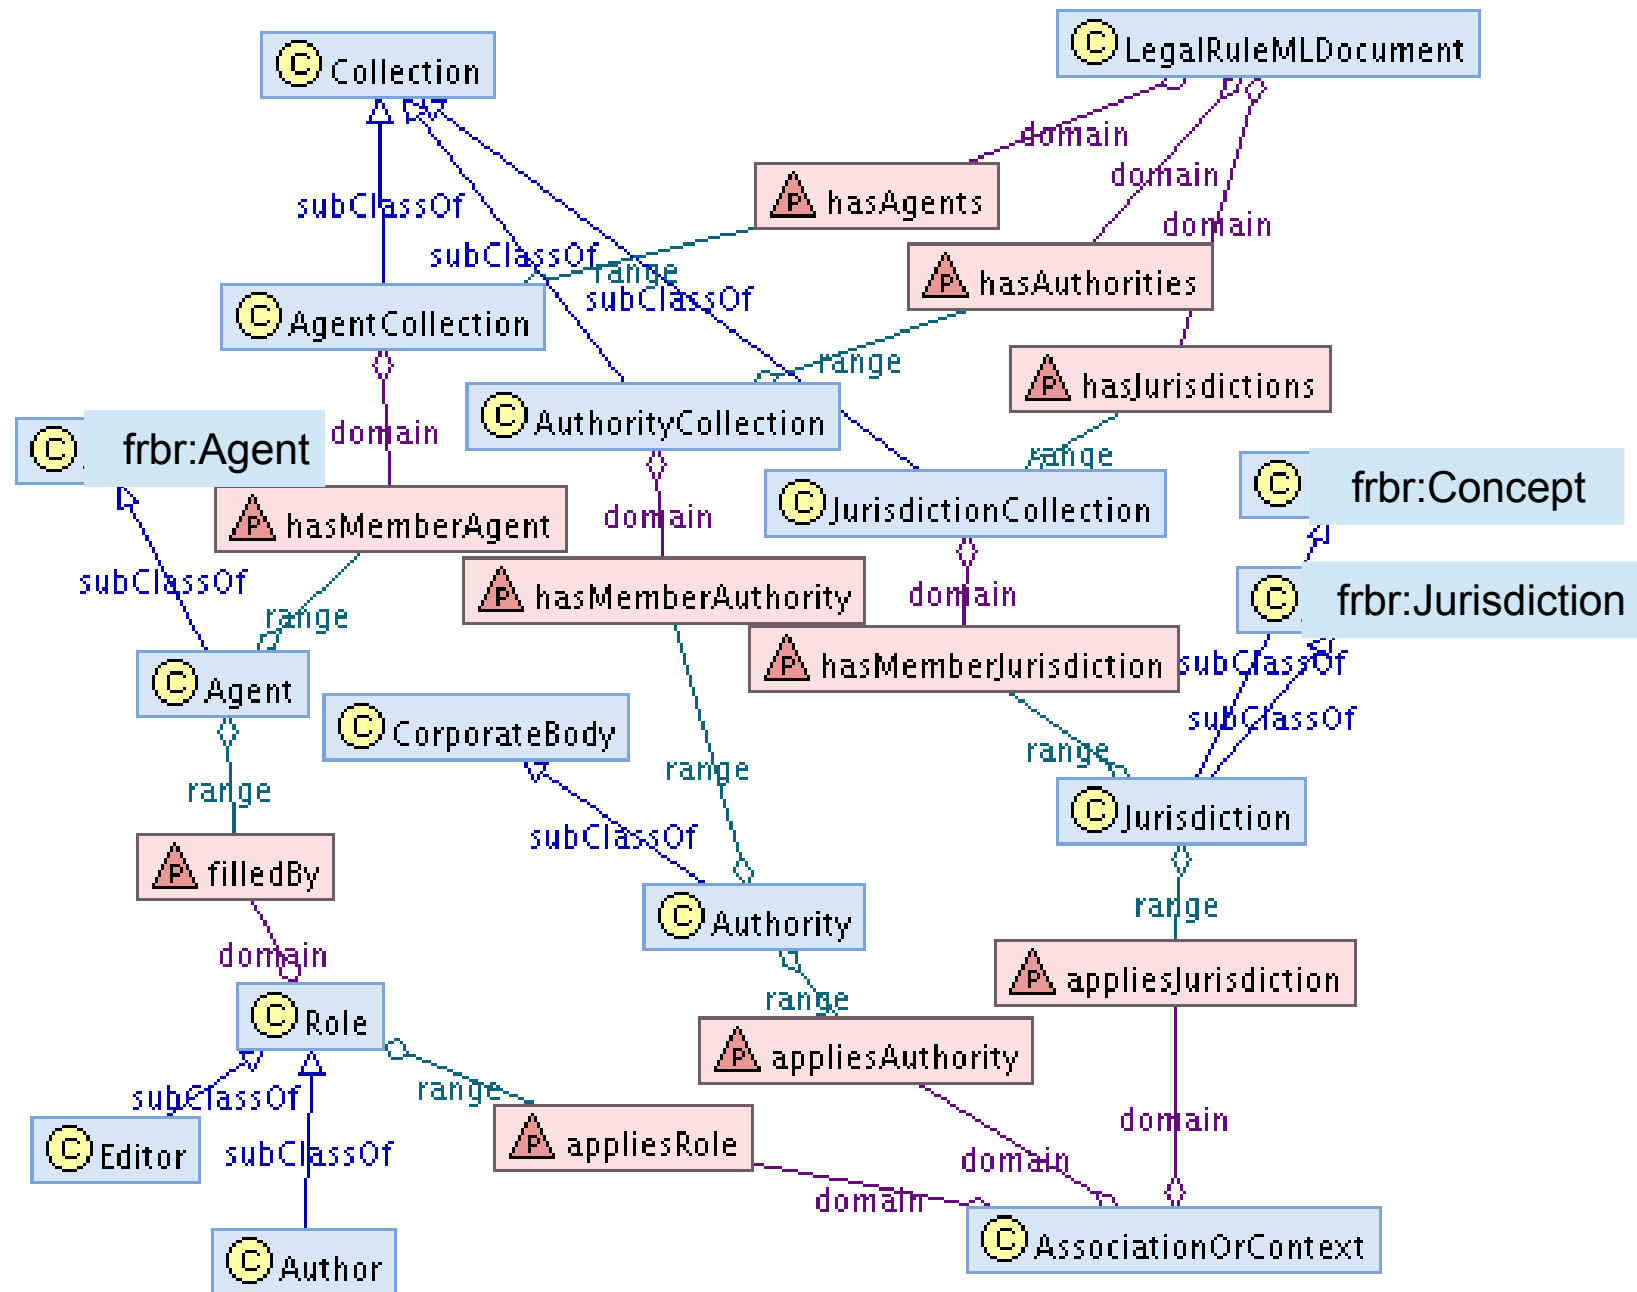 C Collection
C LegalRuleMLDocument
domain
P hasAgents
domain
subClassOf
domain
subClassOf
range
P hasAuthorities
subClassOf
C AgentCollection
range
P hasJurisdictions
C AuthorityCollection
domain
C frbr:Agent
range
C frbr:Concept
C JurisdictionCollection
domain
P hasMemberAgent
subClassOf
P hasMemberAuthority
domain
C frbr:Jurisdiction
range
P hasMemberJurisdiction
subClassOf
C Agent
subClassOf
C CorporateBody
range
range
range
C Jurisdiction
subClassOf
P filledBy
range
C Authority
domain
P appliesJurisdiction
range
C Role
P appliesAuthority
range
subClassOf
domain
P appliesRole
C Editor
subClassOf
domain
domain
C AssociationOrContext
C Author